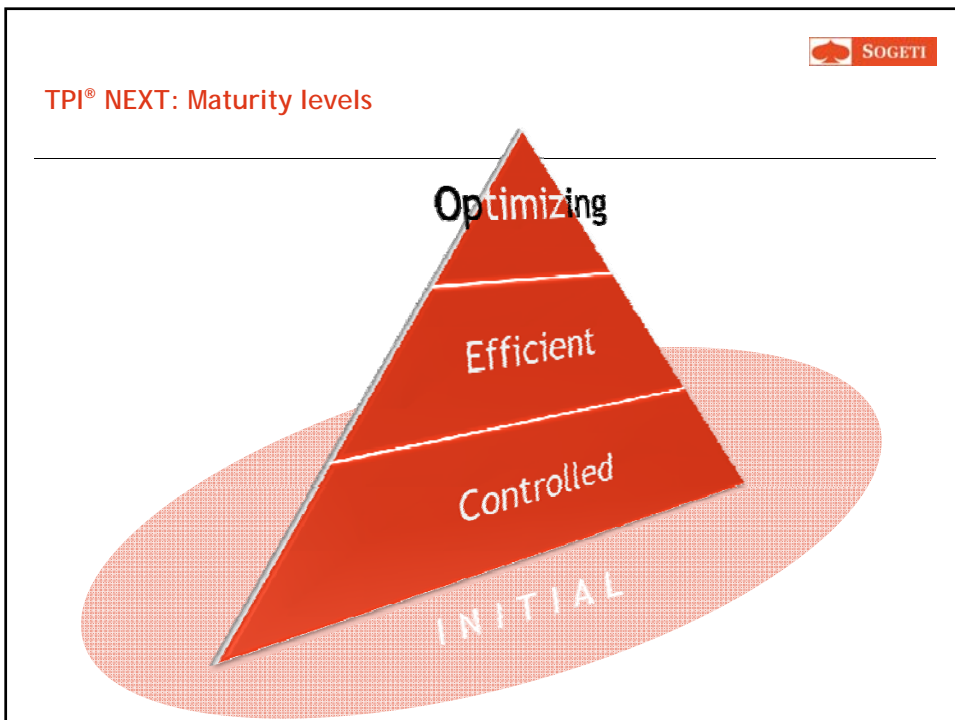 SOGETI
TPI® NEXT: Maturity levels
Optimizing
Efficient
Controlled
INITIAL